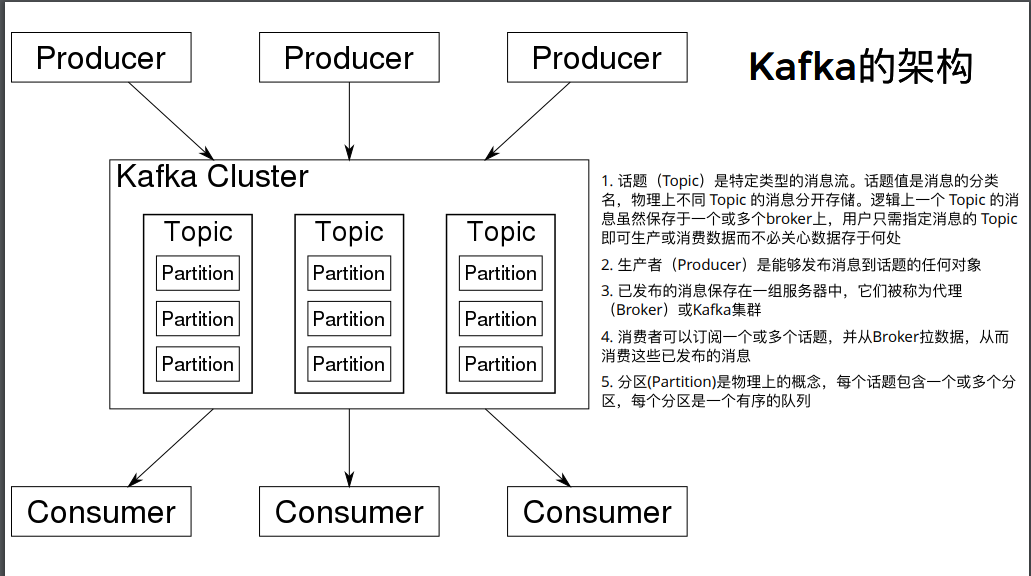 Producer
Producer
Producer
Kafka的架构
Kafka Cluster
Topic
Partition
Partition
Partition
Topic
Partition
Partition
Partition
Topic
Partition
Partition
Partition
Consumer
Consumer
Consumer
1. 话题（Topic）是特定类型的消息流。话题值是消息的分类
名，物理上不同 Topic 的消息分开存储。逻辑上一个 Topic 的消
息虽然保存于一个或多个broker上，用户只需指定消息的 Topic
即可生产或消费数据而不必关心数据存于何处
2. 生产者（Producer）是能够发布消息到话题的任何对象
3. 已发布的消息保存在一组服务器中，它们被称为代理
（Broker）或Kafka集群
4. 消费者可以订阅一个或多个话题，并从Broker拉数据，从而
消费这些已发布的消息
5. 分区(Partition)是物理上的概念，每个话题包含一个或多个分
区，每个分区是一个有序的队列